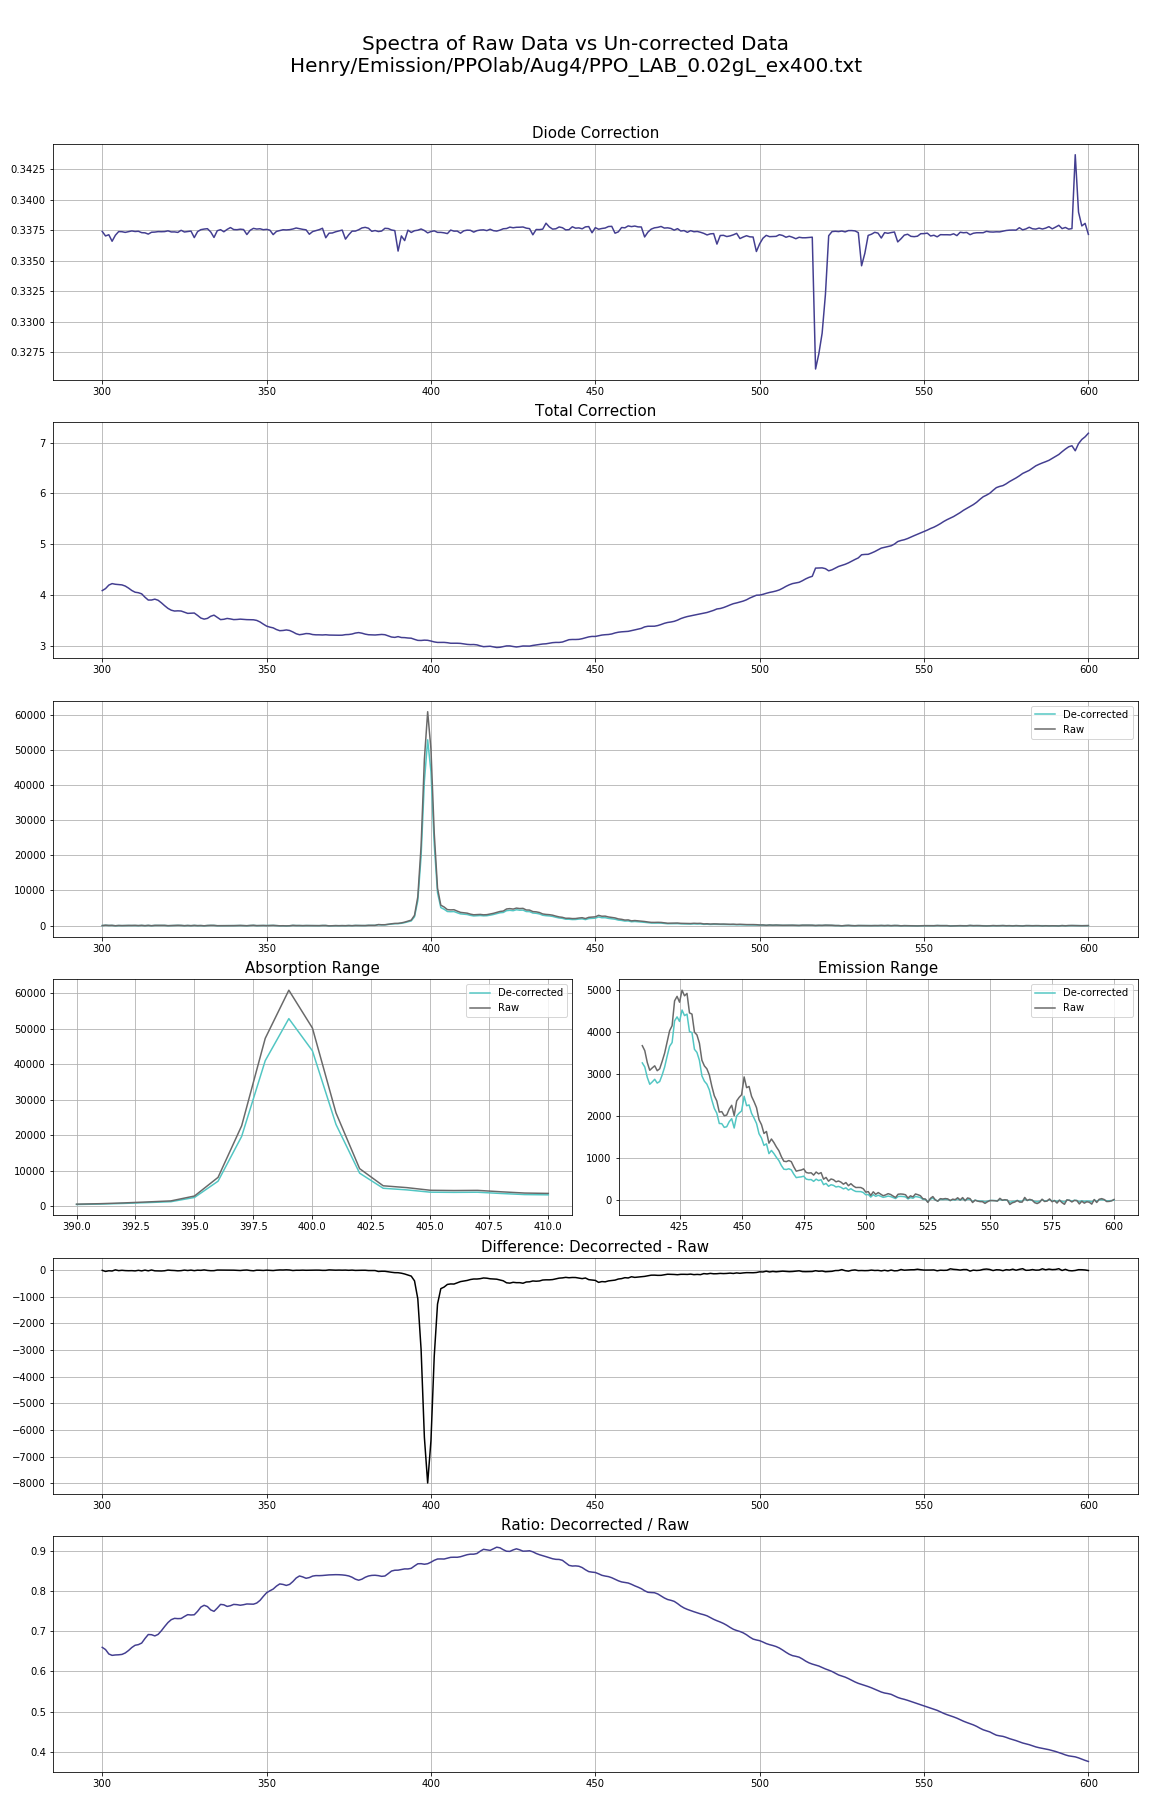 Spectra of Raw Data vs Un-corrected Data
Henry/Emission/PPOlab/Aug4/PPO_LAB_0.02gL_ex400.txt
Diode Correction
0.3425
0.3400
0.3375
0.3350
0.3325
0.3300
0.3275
300 350 400 450 500 550 600
Total Correction
7
6
5
4
3
300 350 400 450 500 550 600
De-corrected
Raw
60000
50000
40000
30000
20000
10000
0
300 350 400 450 500 550 600
Absorption Range
De-corrected
Raw
60000
50000
40000
30000
20000
10000
0
390.0 392.5 395.0 397.5 400.0 402.5 405.0 407.5 410.0
Emission Range
De-corrected
Raw
5000
4000
3000
2000
1000
0
425 450 475 500 525 550 575 600
Difference: Decorrected - Raw
0
−1000
−2000
−3000
−4000
−5000
−6000
−7000
−8000
300 350 400 450 500 550 600
Ratio: Decorrected / Raw
0.9
0.8
0.7
0.6
0.5
0.4
300 350 400 450 500 550 600